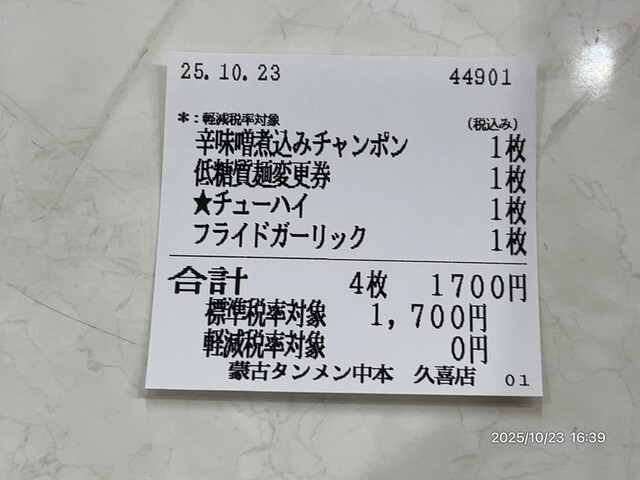 25.10.23 44901
*:軽減税率対象 (税込み)
辛味噌煮込みチャンポン 1枚
低糖質麺変更券 1枚
★チューハイ 1枚
フライドガーリック 1枚
合計 4枚 1700円
標準税率対象 1,700円
軽減税率対象 0円
蒙古タンメン中本 久喜店 01
2025/10/23 16:39